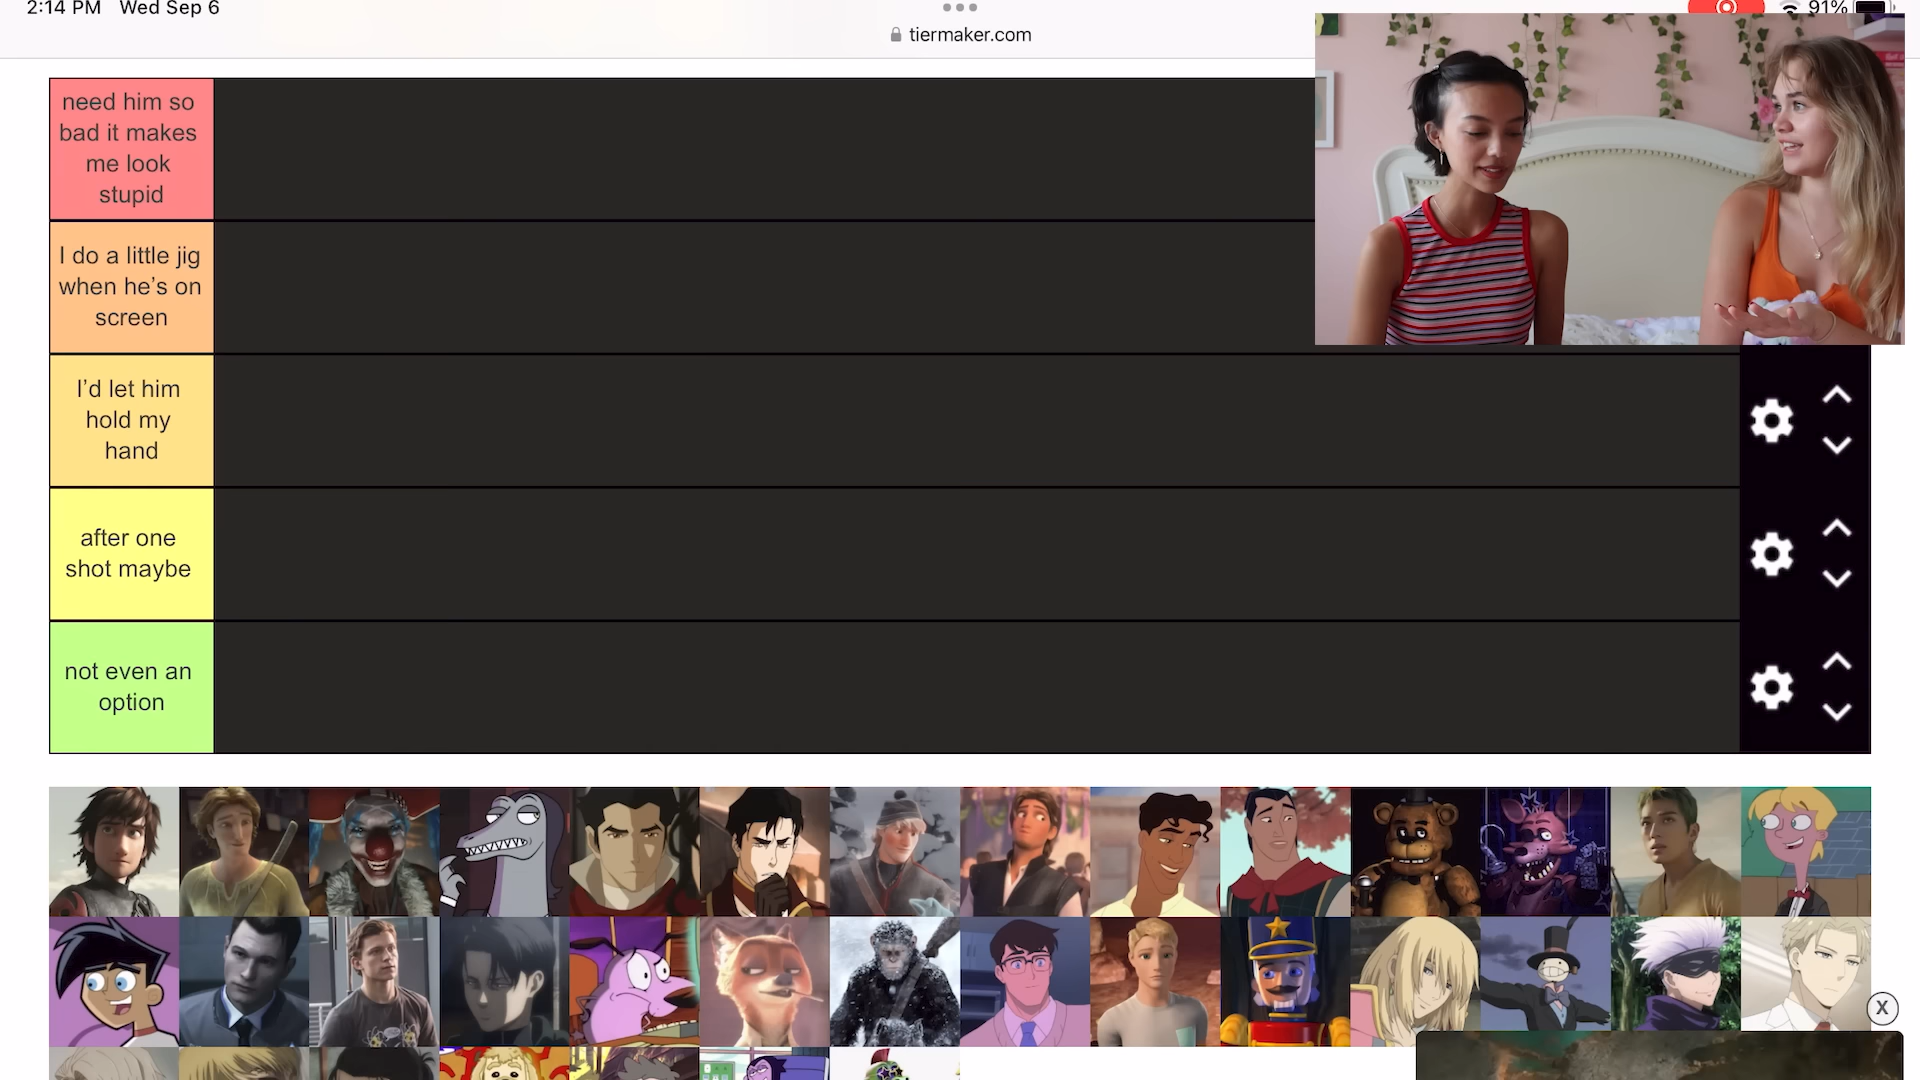 2:14 PM Wed Sep 6
91%
tiermaker.com
need him so
bad it makes
me look
stupid
I do a little jig
when he’s on
screen
I’d let him
hold my
hand
after one
shot maybe
not even an
option
X